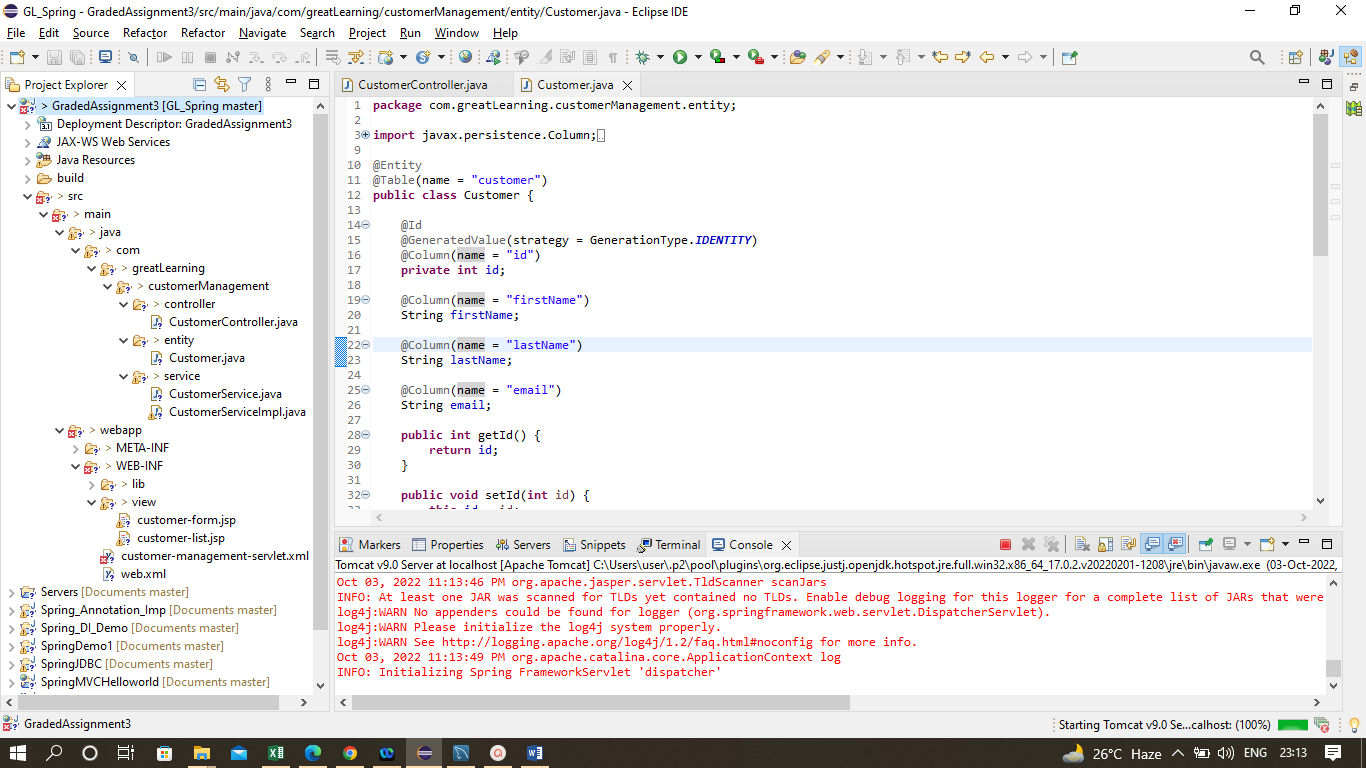 GL_Spring - GradedAssignment3/src/main/java/com/greatLearning/customerManagement/entity/Customer.java - Eclipse IDE
File Edit Source Refactor Refactor Navigate Search Project Run Window Help
Project Explorer
> GradedAssignment3 [GL_Spring master]
Deployment Descriptor: GradedAssignment3
JAX-WS Web Services
> Java Resources
build
> src
> main
> java
> com
> greatLearning
> customerManagement
> controller
CustomerController.java
> entity
Customer.java
> service
CustomerService.java
CustomerServiceImpl.java
> webapp
> META-INF
> WEB-INF
> lib
> view
customer-form.jsp
customer-list.jsp
customer-management-servlet.xml
web.xml
Servers [Documents master]
Spring_Annotation_Imp [Documents master]
Spring_DI_Demo [Documents master]
SpringDemo1 [Documents master]
SpringJDBC [Documents master]
SpringMVCHelloworld [Documents master]
CustomerController.java Customer.java
1 package com.greatLearning.customerManagement.entity;
2
3 import javax.persistence.Column;
9
10 @Entity
11 @Table(name = "customer")
12 public class Customer {
13
14 @Id
15 @GeneratedValue(strategy = GenerationType.IDENTITY)
16 @Column(name = "id")
17 private int id;
18
19 @Column(name = "firstName")
20 String firstName;
21
22 @Column(name = "lastName")
23 String lastName;
24
25 @Column(name = "email")
26 String email;
27
28 public int getId() {
29 return id;
30 }
31
32 public void setId(int id) {
Markers Properties Servers Snippets Terminal Console
Tomcat v9.0 Server at localhost [Apache Tomcat] C:\Users\user\.p2\pool\plugins\org.eclipse.justj.openjdk.hotspot.jre.full.win32.x86_64_17.0.2.v20220201-1208\jre\bin\javaw.exe (03-Oct-2022,
Oct 03, 2022 11:13:46 PM org.apache.jasper.servlet.TldScanner scanJars
INFO: At least one JAR was scanned for TLDs yet contained no TLDs. Enable debug logging for this logger for a complete list of JARs that were
log4j:WARN No appenders could be found for logger (org.springframework.web.servlet.DispatcherServlet).
log4j:WARN Please initialize the log4j system properly.
log4j:WARN See http://logging.apache.org/log4j/1.2/faq.html#noconfig for more info.
Oct 03, 2022 11:13:49 PM org.apache.catalina.core.ApplicationContext log
INFO: Initializing Spring FrameworkServlet 'dispatcher'
GradedAssignment3
Starting Tomcat v9.0 Se...calhost: (100%)
26°C Haze ENG 23:13